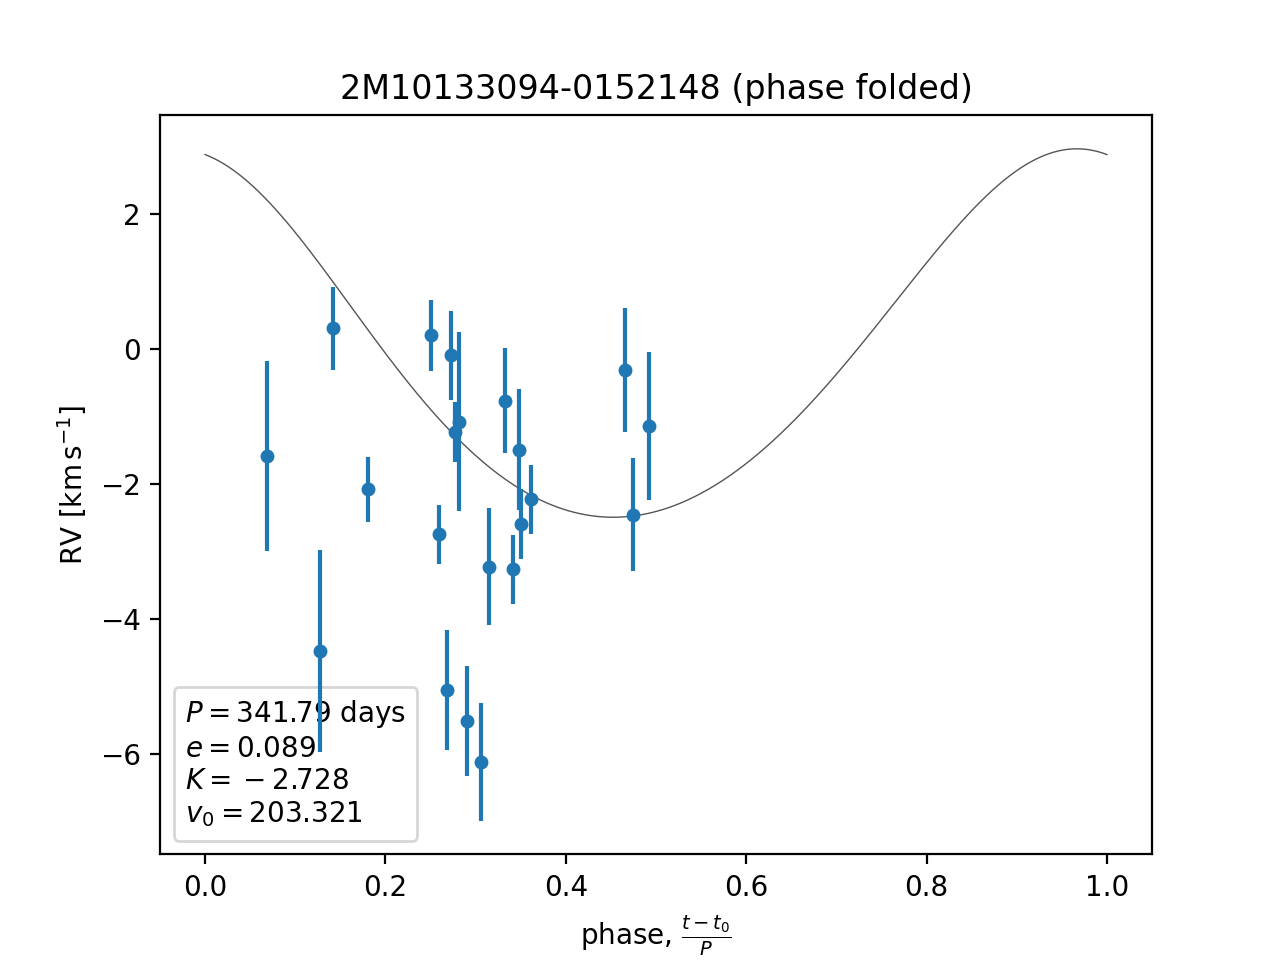 2M10133094-0152148 (phase folded)
RV [km s⁻¹]
2
0
−2
−4
−6
P = 341.79 days
e = 0.089
K = −2.728
v₀ = 203.321
0.0 0.2 0.4 0.6 0.8 1.0
phase, (t − t₀)/P